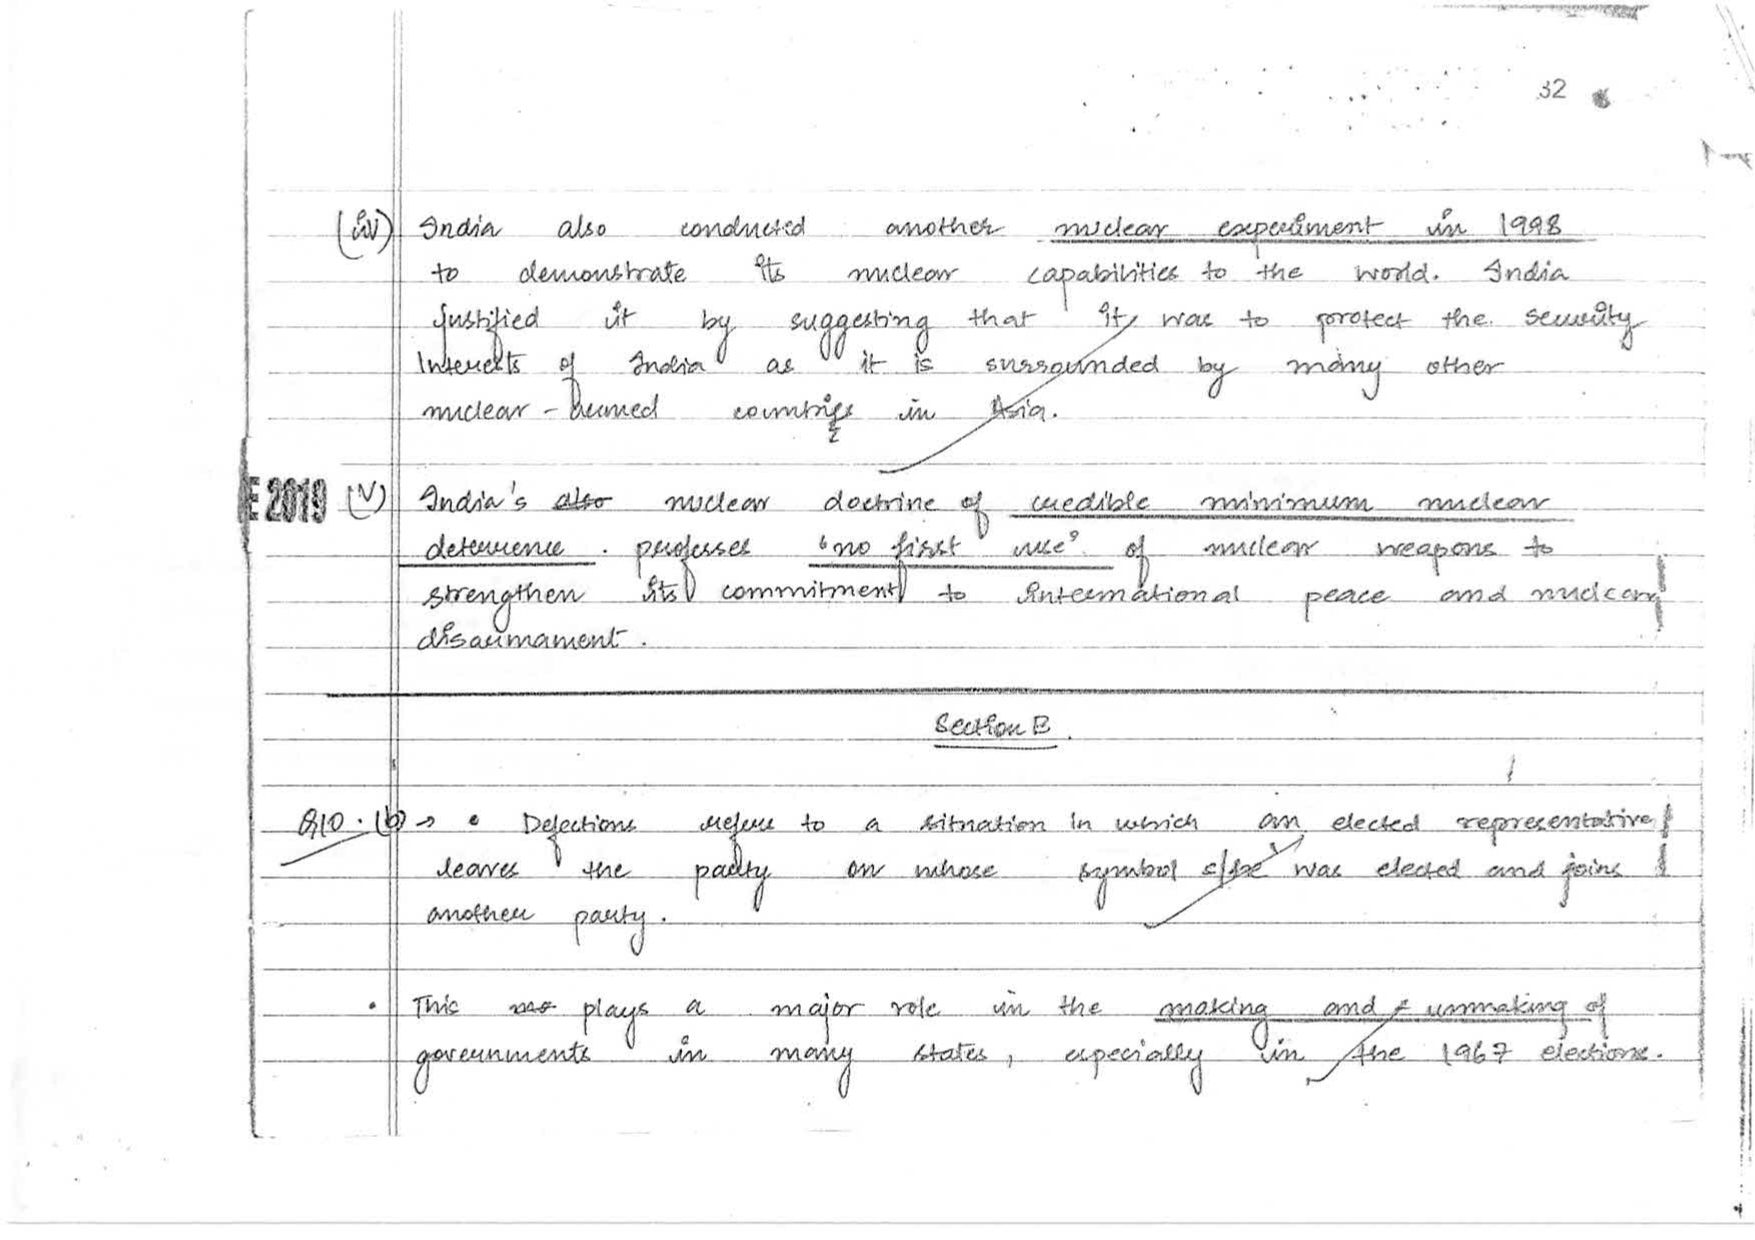 32
(iv) India also conducted another nuclear experiment in 1998
to demonstrate its nuclear capabilities to the world. India
justified it by suggesting that it was to protect the security
Interests of India as it is surrounded by many other
nuclear - armed countries in Asia.
E 2019 (V) India's also nuclear doctrine of credible minimum nuclear
deterrence . professes "no first use" of nuclear weapons to
strengthen its commitment to international peace and nuclear
disarmament .
Section B .
Q10 . (b) → • Defections refers to a situation in which an elected representative
leaves the party on whose symbol s/he was elected and joins
another party .
• This plays a major role in the making and unmaking of
governments in many states , especially in the 1967 elections.